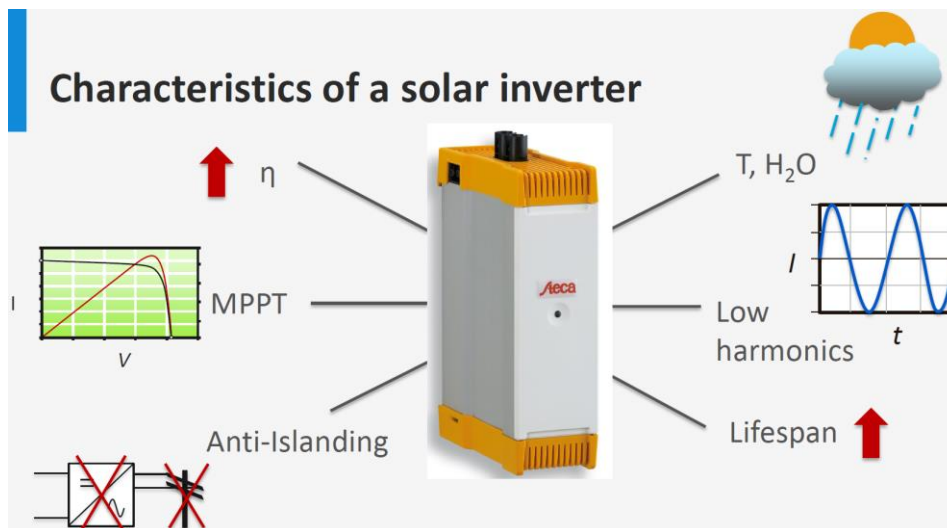 Characteristics of a solar inverter
η
T, H₂O
MPPT
I
V
Steca
I
t
Low
harmonics
Anti-Islanding
Lifespan